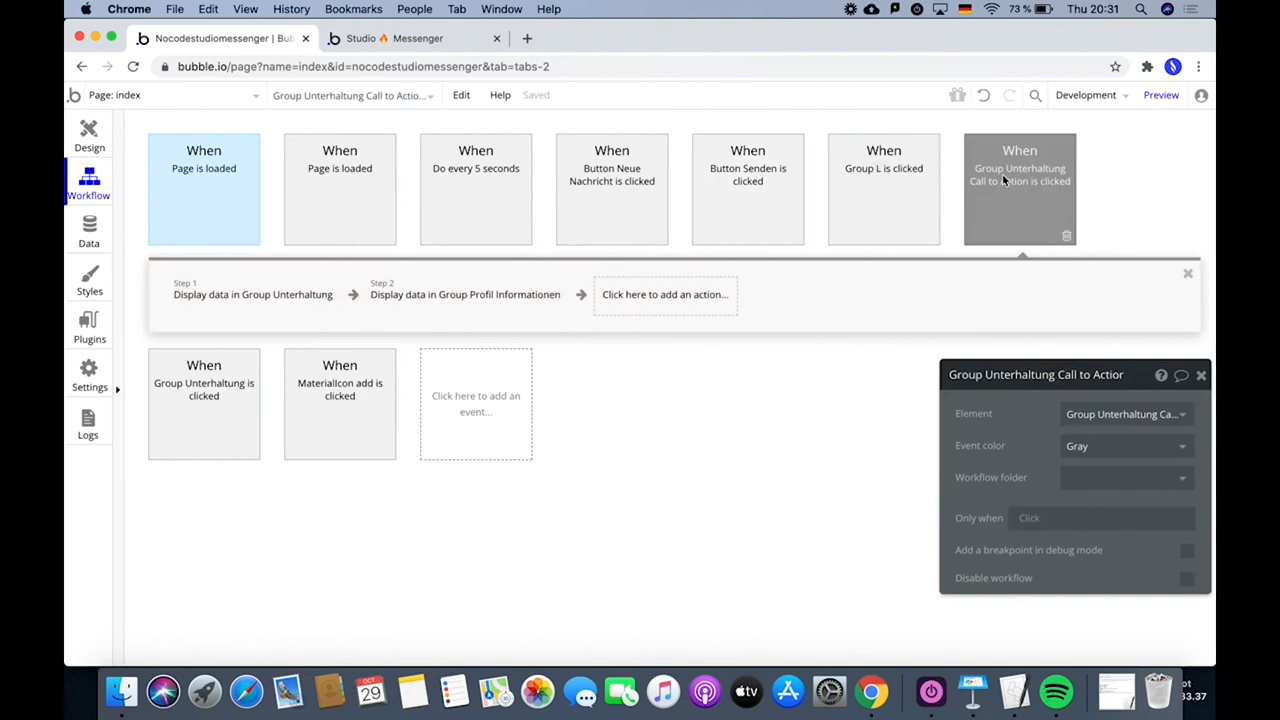 Chrome File Edit View History Bookmarks People Tab Window Help 73 % Thu 20:31
Nocodestudiomessenger | Bub
Studio 🔥 Messenger
bubble.io/page?name=index&id=nocodestudiomessenger&tab=tabs-2
Page: index
Group Unterhaltung Call to Actio...
Edit Help Saved
Development
Preview
Design
Workflow
Data
Styles
Plugins
Settings
Logs
When
Page is loaded
When
Page is loaded
When
Do every 5 seconds
When
Button Neue
Nachricht is clicked
When
Button Senden is
clicked
When
Group L is clicked
When
Group Unterhaltung
Call to Action is clicked
Step 1
Display data in Group Unterhaltung
Step 2
Display data in Group Profil Informationen
Click here to add an action...
When
Group Unterhaltung is
clicked
When
MaterialIcon add is
clicked
Click here to add an
event...
Group Unterhaltung Call to Actior
Element Group Unterhaltung Ca...
Event color Gray
Workflow folder
Only when Click
Add a breakpoint in debug mode
Disable workflow
OCT
29
33.37